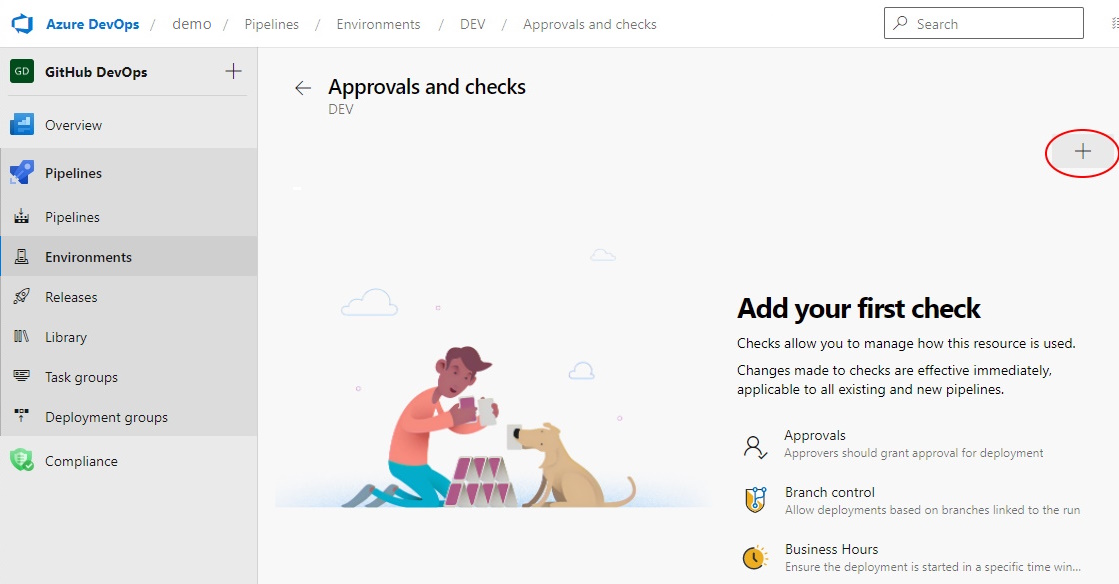 Azure DevOps / demo / Pipelines / Environments / DEV / Approvals and checks
Search
GD GitHub DevOps
Overview
Pipelines
Pipelines
Environments
Releases
Library
Task groups
Deployment groups
Compliance
Approvals and checks
DEV
Add your first check
Checks allow you to manage how this resource is used.
Changes made to checks are effective immediately,
applicable to all existing and new pipelines.
Approvals
Approvers should grant approval for deployment
Branch control
Allow deployments based on branches linked to the run
Business Hours
Ensure the deployment is started in a specific time win...